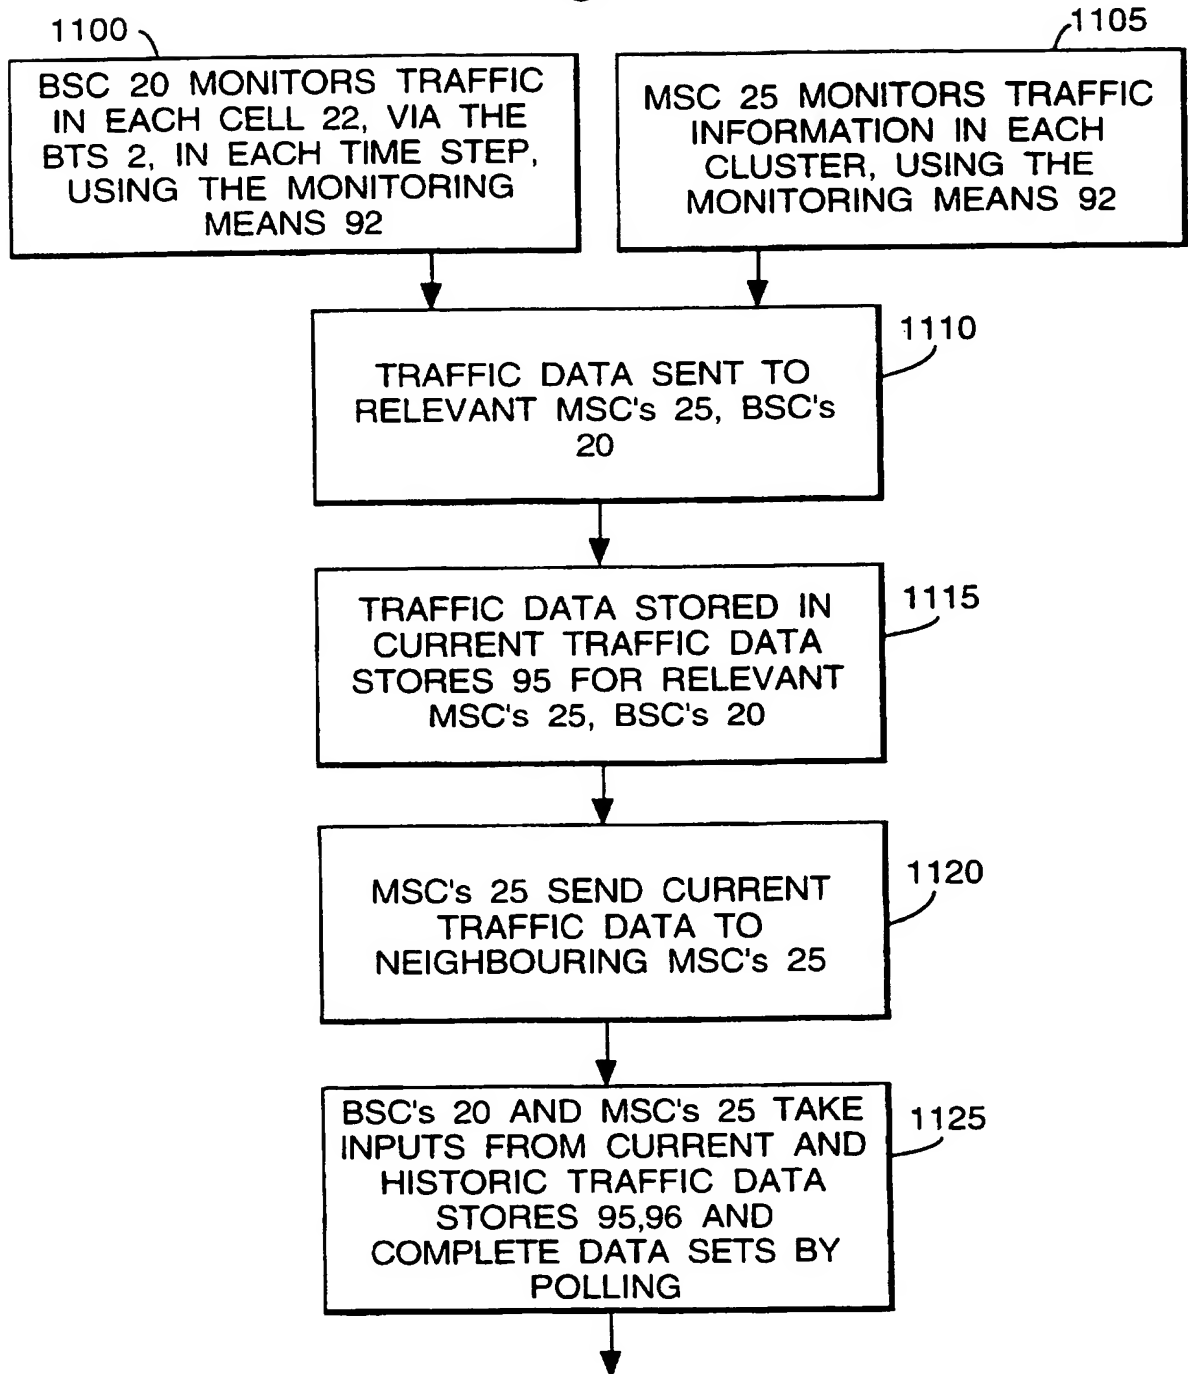 1100
BSC 20 MONITORS TRAFFIC
IN EACH CELL 22, VIA THE
BTS 2, IN EACH TIME STEP,
USING THE MONITORING
MEANS 92
1105
MSC 25 MONITORS TRAFFIC
INFORMATION IN EACH
CLUSTER, USING THE
MONITORING MEANS 92
1110
TRAFFIC DATA SENT TO
RELEVANT MSC's 25, BSC's
20
1115
TRAFFIC DATA STORED IN
CURRENT TRAFFIC DATA
STORES 95 FOR RELEVANT
MSC's 25, BSC's 20
1120
MSC's 25 SEND CURRENT
TRAFFIC DATA TO
NEIGHBOURING MSC's 25
1125
BSC's 20 AND MSC's 25 TAKE
INPUTS FROM CURRENT AND
HISTORIC TRAFFIC DATA
STORES 95,96 AND
COMPLETE DATA SETS BY
POLLING